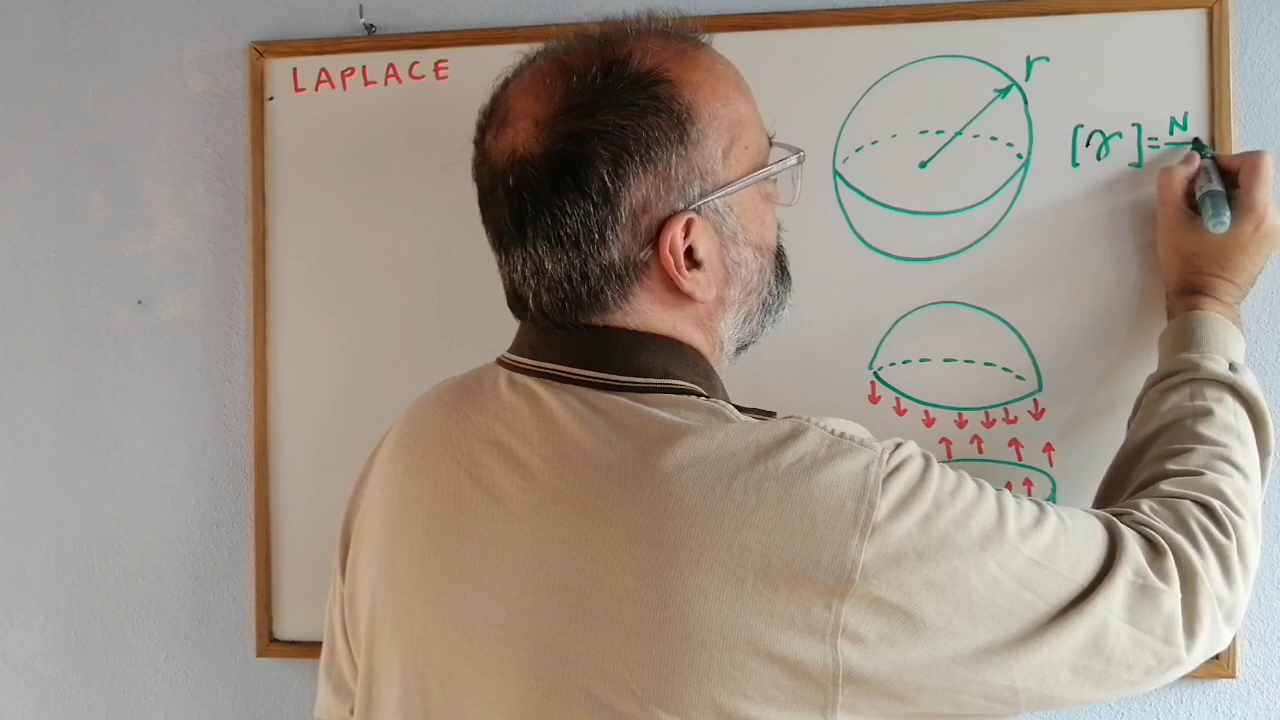 LAPLACE
r
[γ] = N